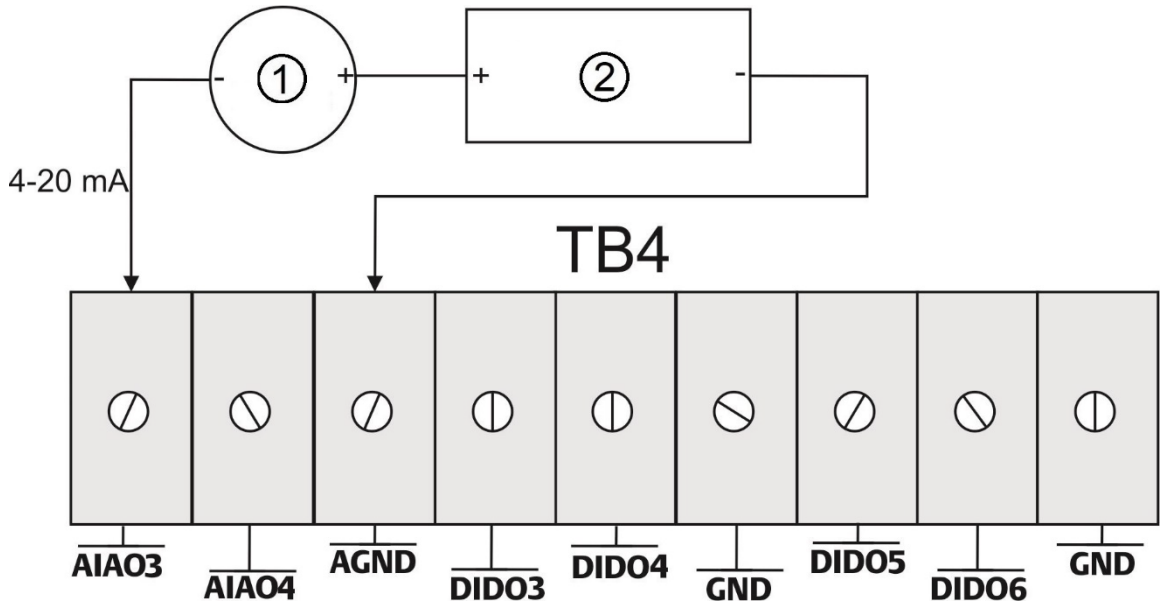 - ① + + ② -
4-20 mA
TB4
AIAO3 AIAO4 AGND DIDO3 DIDO4 GND DIDO5 DIDO6 GND